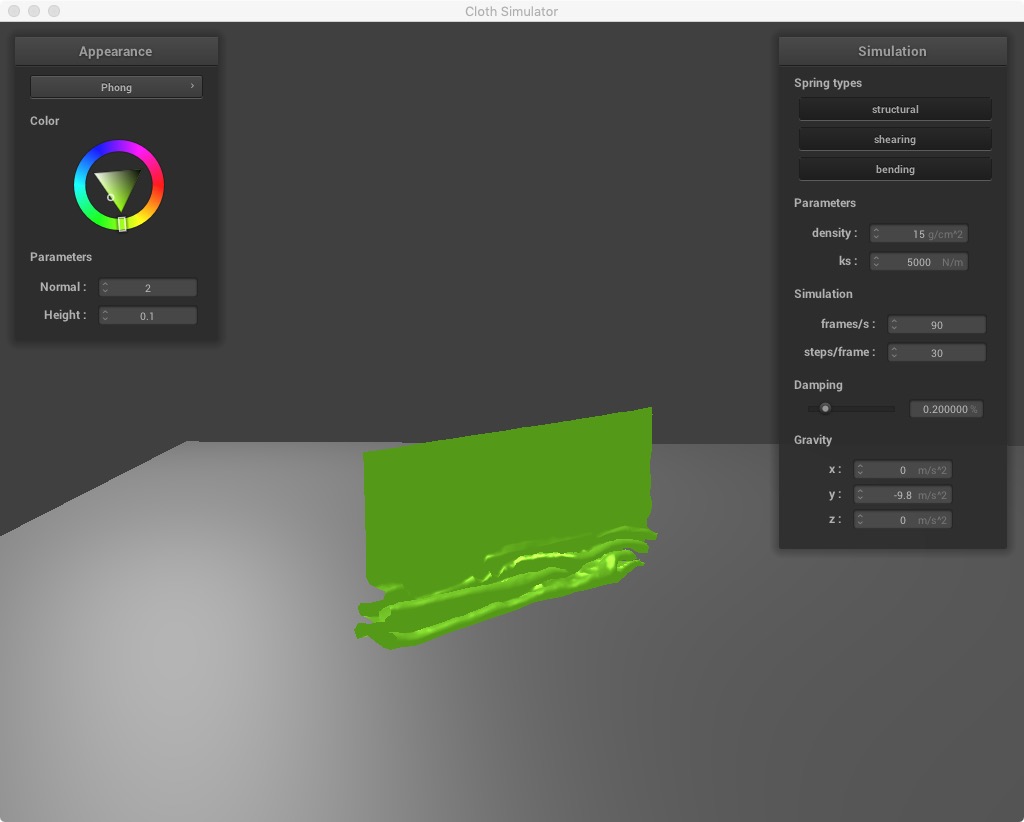 Cloth Simulator
Appearance
Phong
Color
Parameters
Normal : 2
Height : 0.1
Simulation
Spring types
structural
shearing
bending
Parameters
density : 15 g/cm^2
ks : 5000 N/m
Simulation
frames/s : 90
steps/frame : 30
Damping
0.200000 %
Gravity
x : 0 m/s^2
y : -9.8 m/s^2
z : 0 m/s^2